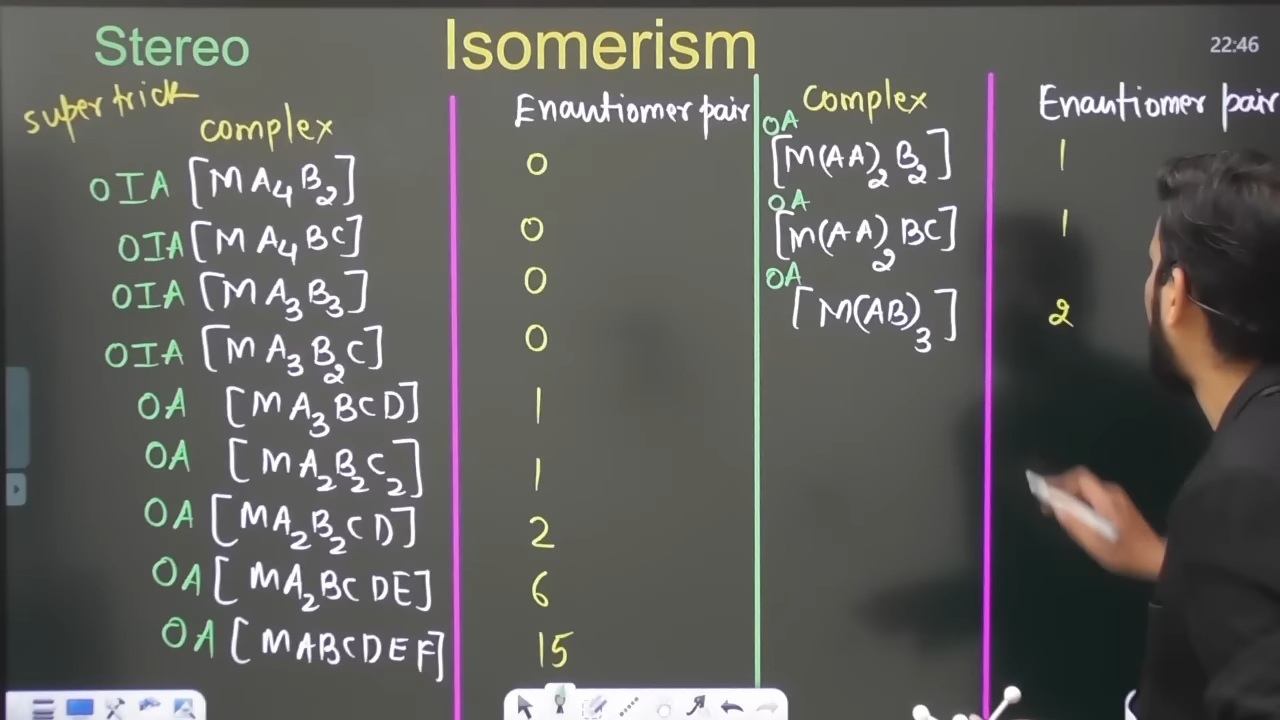 Stereo Isomerism
22:46
super trick
complex
Enautiomer pair
OIA [MA₄B₂] 0
OIA [MA₄BC] 0
OIA [MA₃B₃] 0
OIA [MA₃B₂C] 0
OA [MA₃BCD] 1
OA [MA₂B₂C₂] 1
OA [MA₂B₂CD] 2
OA [MA₂BCDE] 6
OA [MABCDEF] 15
complex
Enautiomer pair
OA
[M(AA)₂B₂] 1
OA
[M(AA)₂BC] 1
OA
[M(AB)₃] 2